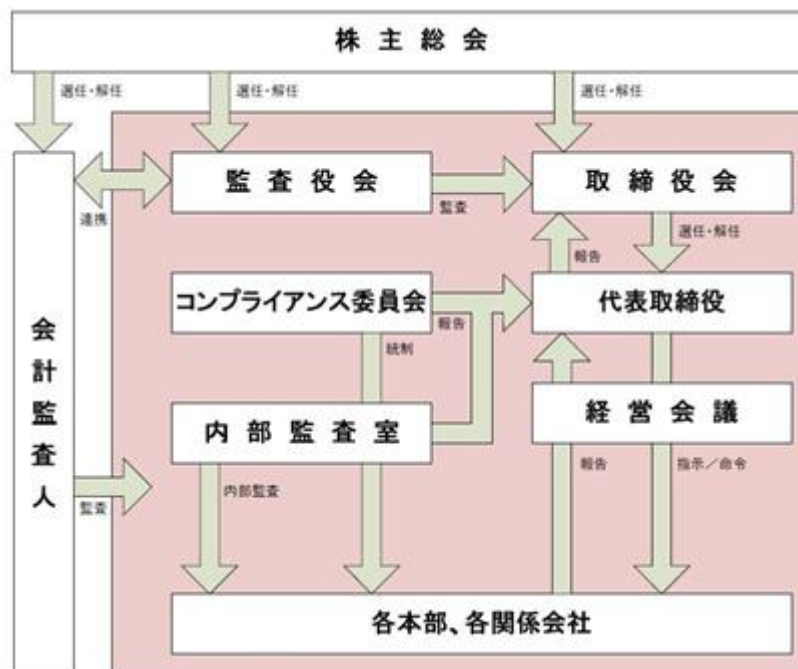 株主総会
選任・解任
選任・解任
選任・解任
監査役会
取締役会
連携
監査
選任・解任
報告
コンプライアンス委員会
代表取締役
報告
統制
会計監査人
内部監査室
経営会議
内部監査
報告
指示／命令
監査
各本部、各関係会社